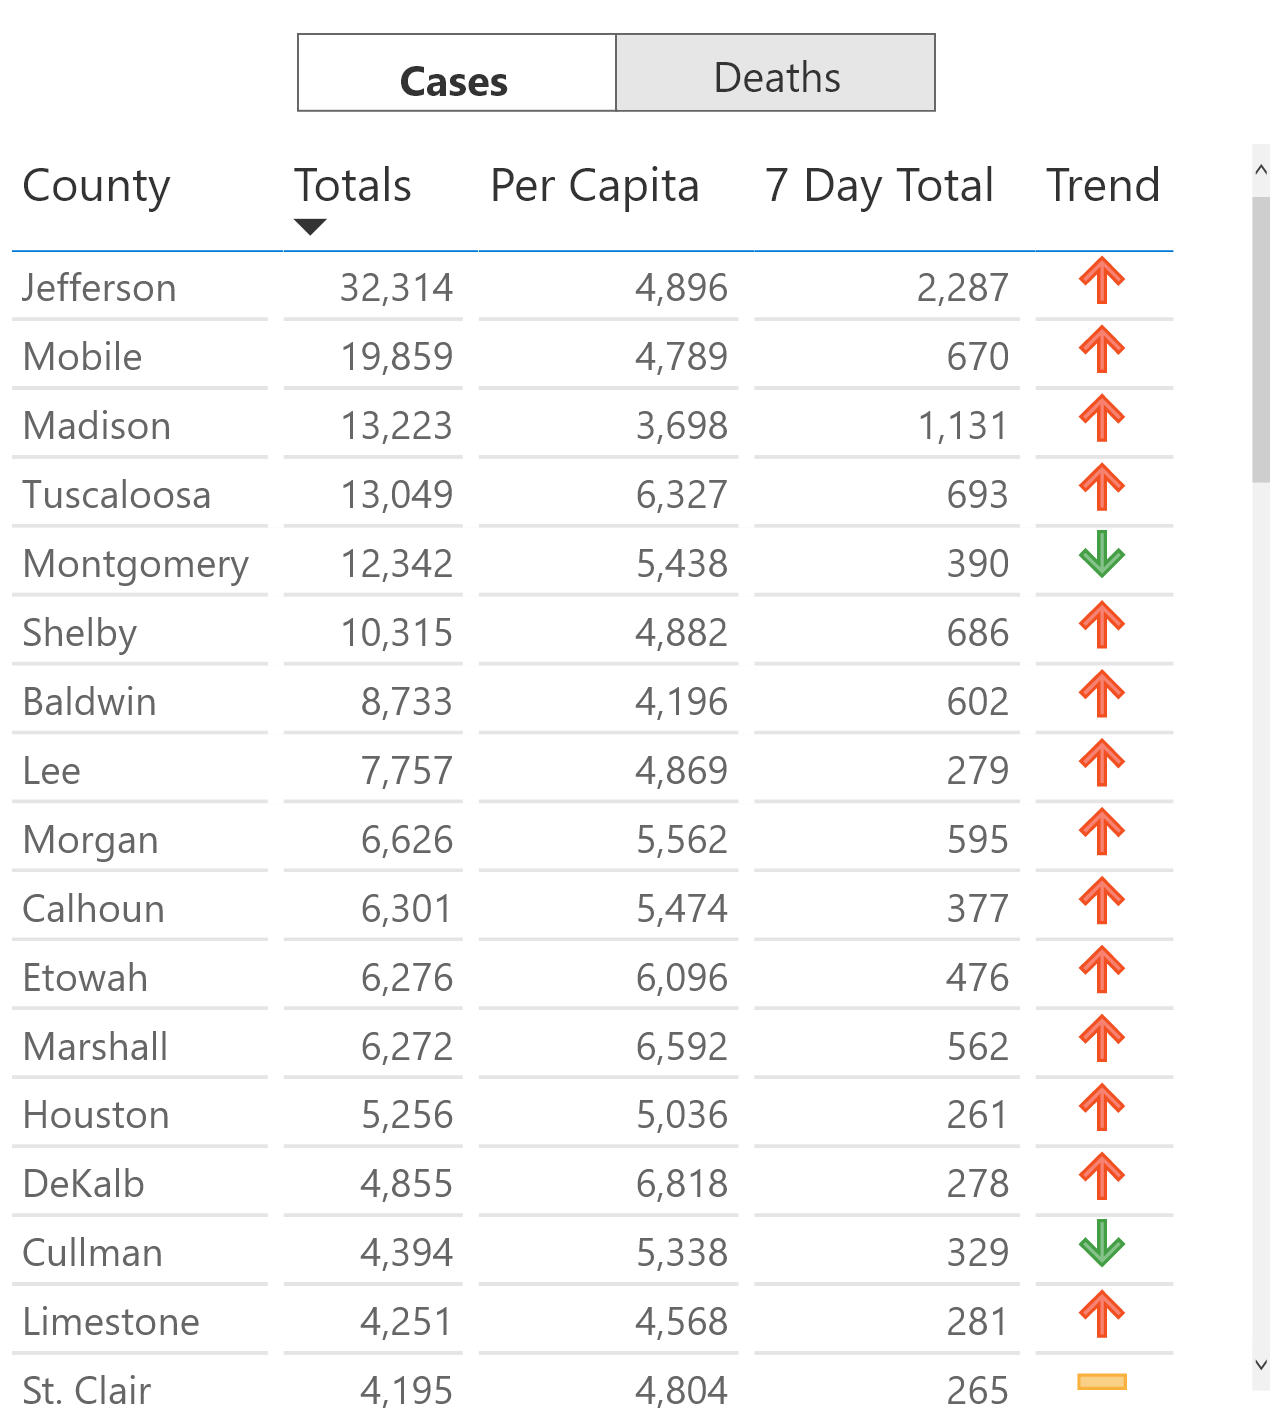 Cases Deaths
County Totals Per Capita 7 Day Total Trend
Jefferson 32,314 4,896 2,287
Mobile 19,859 4,789 670
Madison 13,223 3,698 1,131
Tuscaloosa 13,049 6,327 693
Montgomery 12,342 5,438 390
Shelby 10,315 4,882 686
Baldwin 8,733 4,196 602
Lee 7,757 4,869 279
Morgan 6,626 5,562 595
Calhoun 6,301 5,474 377
Etowah 6,276 6,096 476
Marshall 6,272 6,592 562
Houston 5,256 5,036 261
DeKalb 4,855 6,818 278
Cullman 4,394 5,338 329
Limestone 4,251 4,568 281
St. Clair 4,195 4,804 265